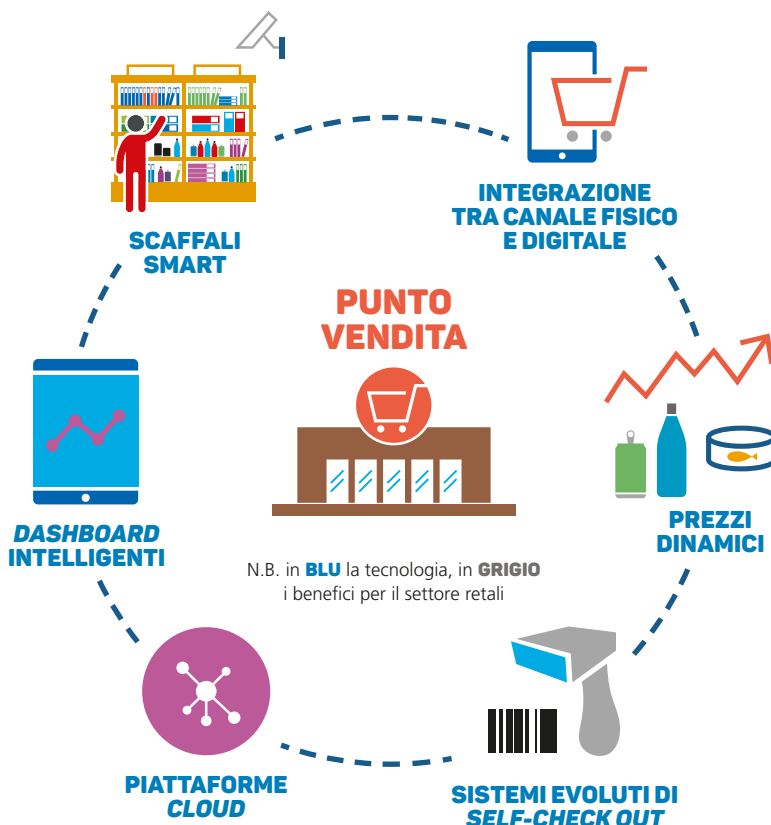 SCAFFALI
SMART
INTEGRAZIONE
TRA CANALE FISICO
E DIGITALE
PUNTO
VENDITA
DASHBOARD
INTELLIGENTI
PREZZI
DINAMICI
N.B. in BLU la tecnologia, in GRIGIO
i benefici per il settore retali
PIATTAFORME
CLOUD
SISTEMI EVOLUTI DI
SELF-CHECK OUT